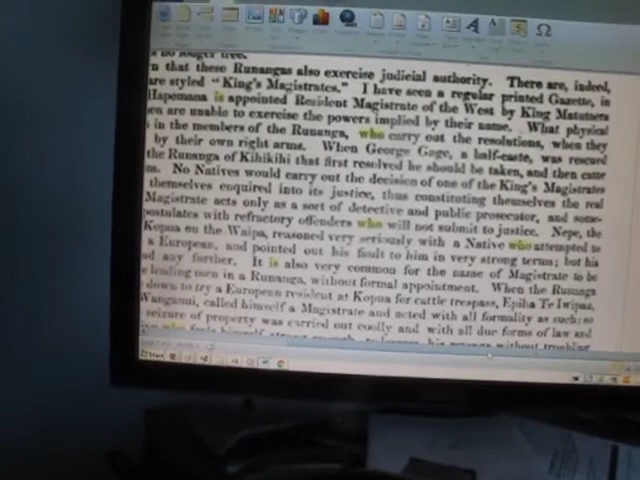 no longer free.
that these Runangas also exercise judicial authority. There are, indeed,
are styled "King's Magistrates." I have seen a regular printed Gazette, in
Hapemana is appointed Resident Magistrate of the West by King Matutaera
are unable to exercise the powers implied by their name. What physical
in the members of the Runanga, who carry out the resolutions, when they
by their own right arms. When George Gage, a half-caste, was rescued
the Runanga of Kihikihi that first resolved he should be taken, and then came
No Natives would carry out the decision of one of the King's Magistrates
themselves enquired into its justice, thus constituting themselves the real
Magistrate acts only as a sort of detective and public prosecutor, and some-
postulates with refractory offenders who will not submit to justice. Nepe, the
Kopua on the Waipa, reasoned very seriously with a Native who attempted to
a European, and pointed out his fault to him in very strong terms; but his
any further. It is also very common for the name of Magistrate to be
leading men in a Runanga, without formal appointment. When the Runanga
down to try a European resident at Kopua for cattle trespass, Epiha Te Iwipau,
Wanganui, called himself a Magistrate and acted with all formality as such; so
seizure of property was carried out coolly and with all due forms of law and
who feels himself strong enough, without troubling